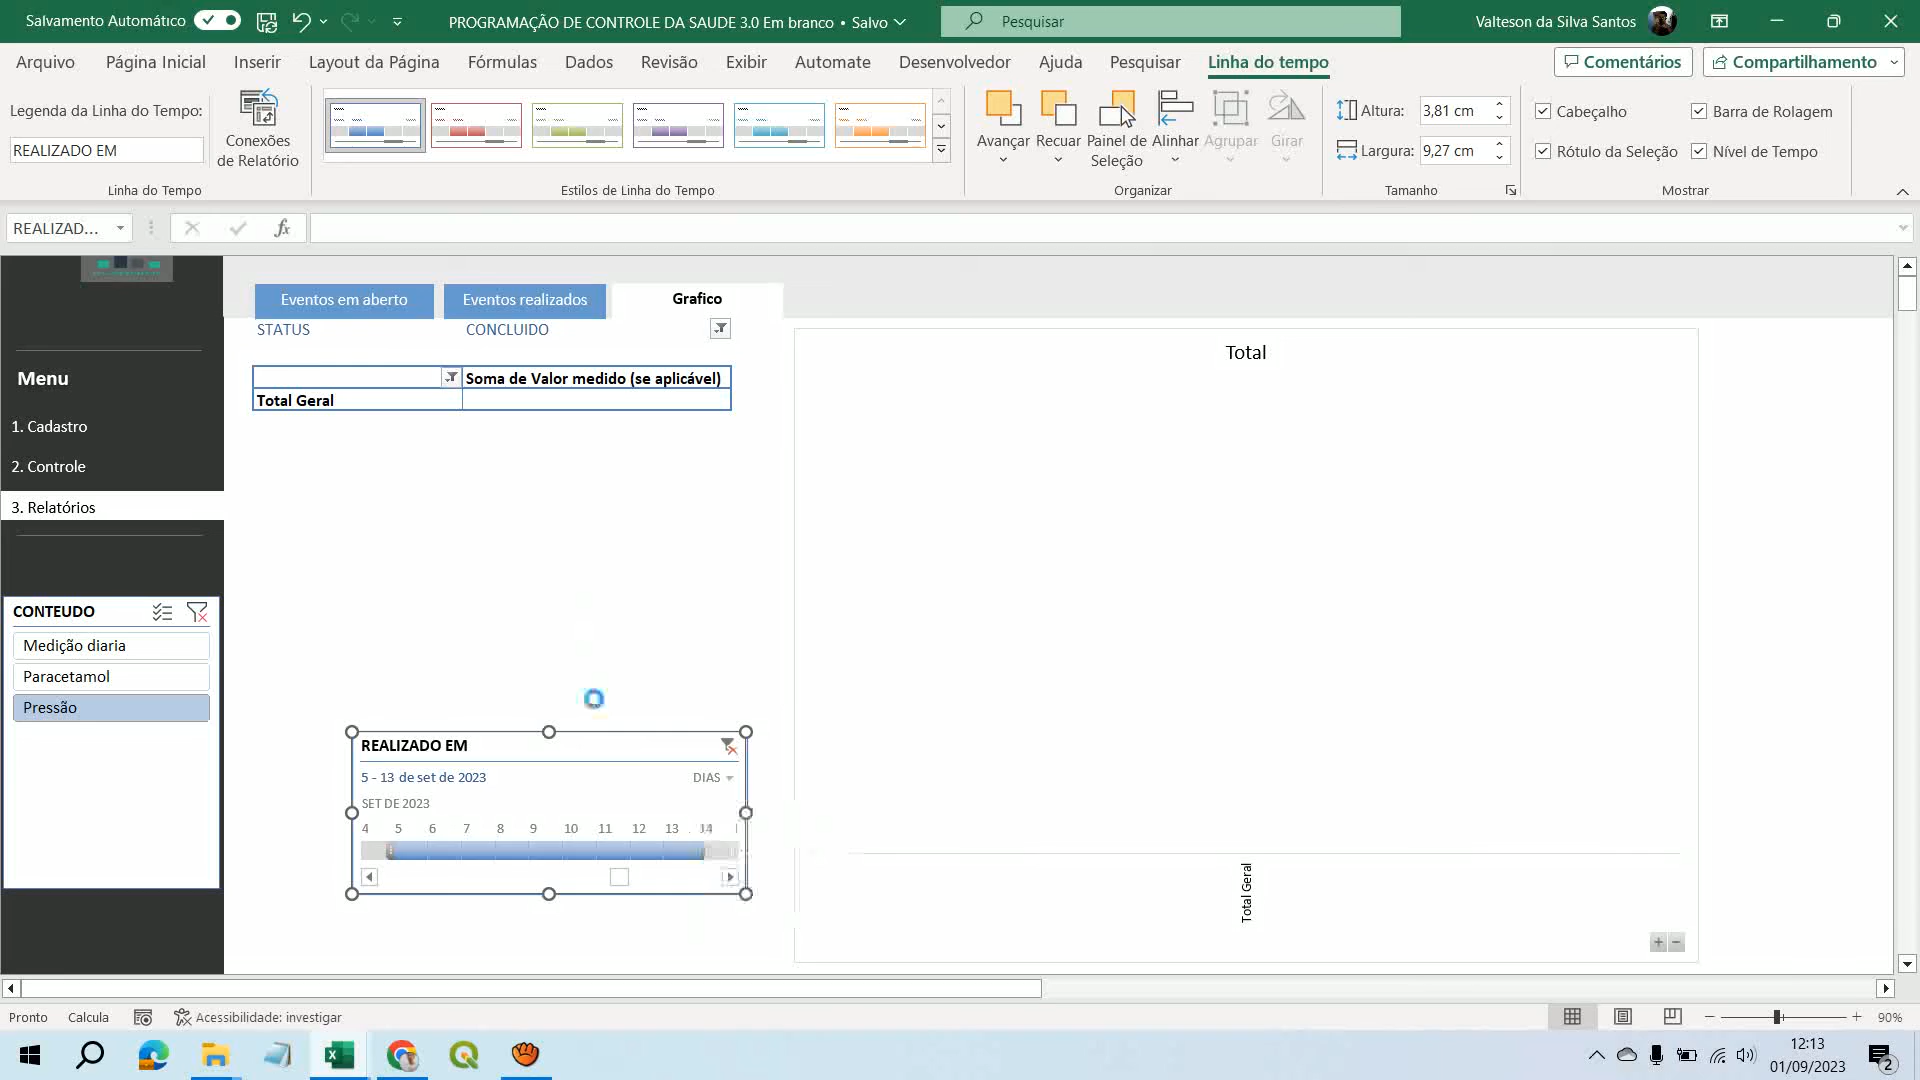 Salvamento Automático
PROGRAMAÇÃO DE CONTROLE DA SAUDE 3.0 Em branco • Salvo
Pesquisar
Valteson da Silva Santos
Arquivo
Página Inicial
Inserir
Layout da Página
Fórmulas
Dados
Revisão
Exibir
Automate
Desenvolvedor
Ajuda
Pesquisar
Linha do tempo
Comentários
Compartilhamento
Legenda da Linha do Tempo:
REALIZADO EM
Linha do Tempo
Conexões
de Relatório
Estilos de Linha do Tempo
Avançar
Recuar
Painel de
Seleção
Alinhar
Agrupar
Girar
Organizar
Altura:
3,81 cm
Largura:
9,27 cm
Tamanho
Cabeçalho
Barra de Rolagem
Rótulo da Seleção
Nível de Tempo
Mostrar
REALIZAD...
fx
Eventos em aberto
Eventos realizados
Grafico
STATUS
CONCLUIDO
Soma de Valor medido (se aplicável)
Total Geral
Total
Menu
1. Cadastro
2. Controle
3. Relatórios
CONTEUDO
Medição diaria
Paracetamol
Pressão
REALIZADO EM
5 - 13 de set de 2023
DIAS
SET DE 2023
4 5 6 7 8 9 10 11 12 13 14
Total Geral
Pronto
Calcula
Acessibilidade: investigar
90%
12:13
01/09/2023
2